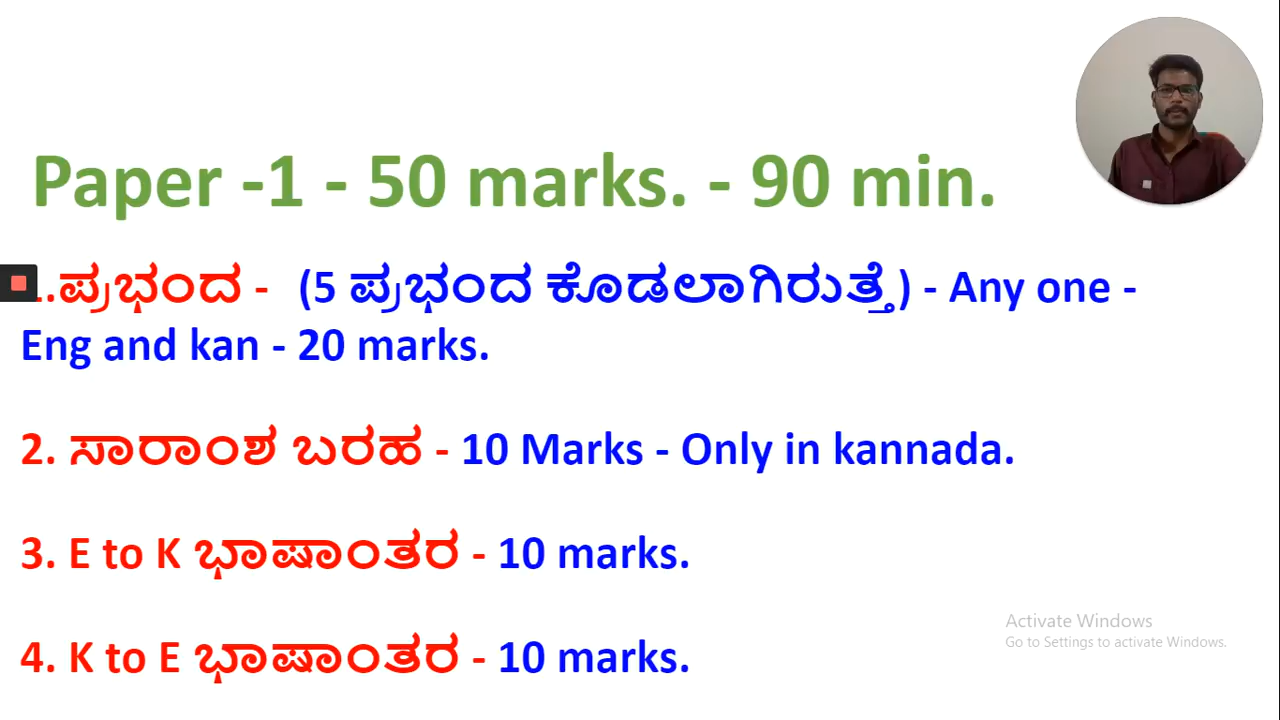 Paper -1 - 50 marks. - 90 min.
..ಪ್ರಭಂದ - (5 ಪ್ರಭಂದ ಕೊಡಲಾಗಿರುತ್ತೆ) - Any one -
Eng and kan - 20 marks.
2. ಸಾರಾಂಶ ಬರಹ - 10 Marks - Only in kannada.
3. E to K ಭಾಷಾಂತರ - 10 marks.
4. K to E ಭಾಷಾಂತರ - 10 marks.
Activate Windows
Go to Settings to activate Windows.